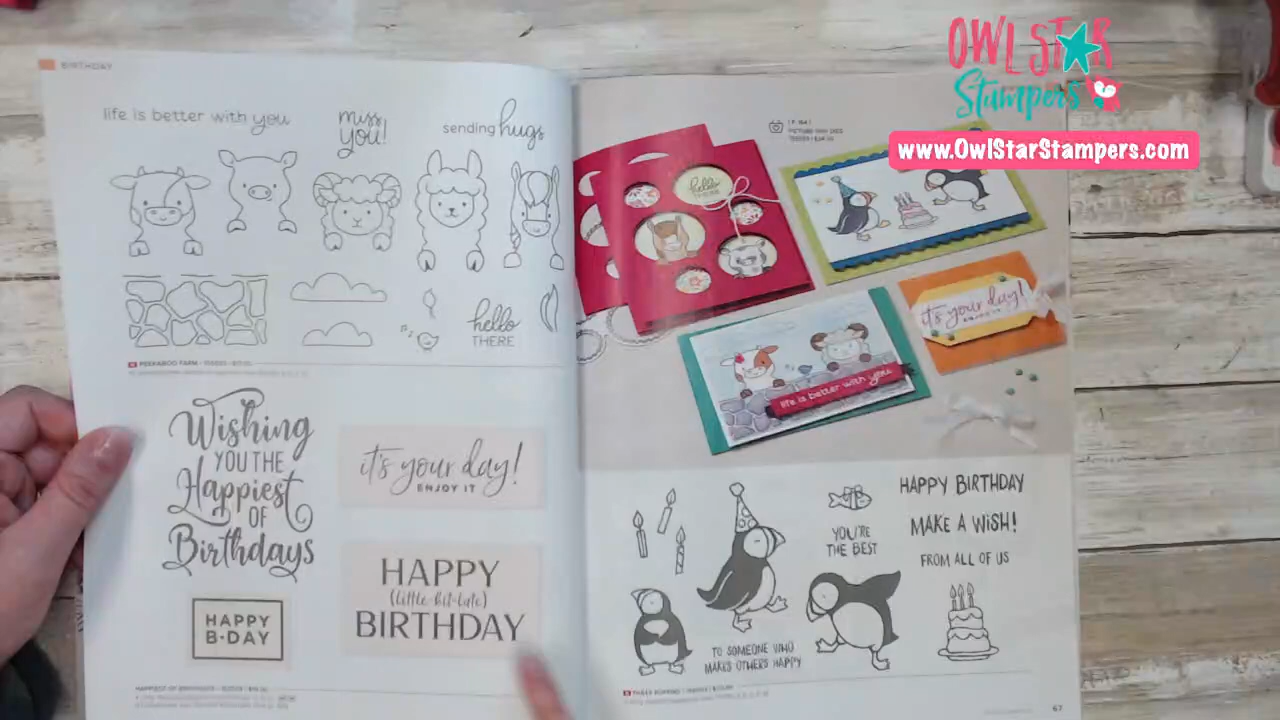 OWL STAR
Stampers
www.OwlStarStampers.com
BIRTHDAY
life is better with you
miss
you!
sending hugs
hello
THERE
Wishing
YOU THE
Happiest
OF
Birthdays
it's your day!
ENJOY IT
HAPPY
(little-bit-late)
BIRTHDAY
HAPPY
B-DAY
hello
THERE
it's your day!
ENJOY IT
life is better with you
HAPPY BIRTHDAY
MAKE A WISH!
FROM ALL OF US
YOU'RE
THE BEST
TO SOMEONE WHO
MAKES OTHERS HAPPY
67